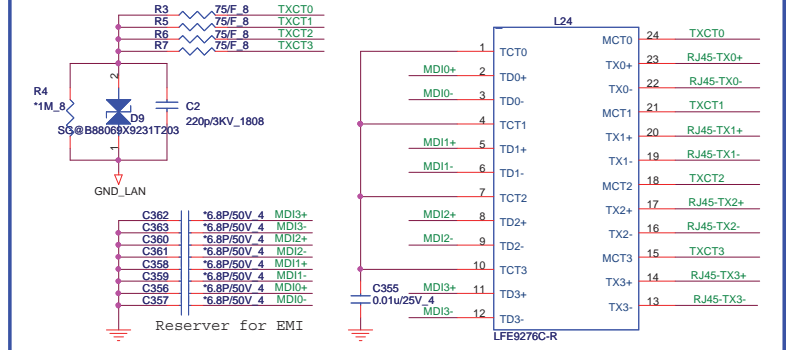 R3 75/F_8 TXCT0
R5 75/F_8 TXCT1
R6 75/F_8 TXCT2
R7 75/F_8 TXCT3
R4
*1M_8
2
D9
1
SG@B88069X9231T203
C2
220p/3KV_1808
GND_LAN
C362 *6.8P/50V_4 MDI3+
C363 *6.8P/50V_4 MDI3-
C360 *6.8P/50V_4 MDI2+
C361 *6.8P/50V_4 MDI2-
C358 *6.8P/50V_4 MDI1+
C359 *6.8P/50V_4 MDI1-
C356 *6.8P/50V_4 MDI0+
C357 *6.8P/50V_4 MDI0-
Reserver for EMI
L24
1 TCT0 MCT0 24 TXCT0
MDI0+ 2 TD0+ TX0+ 23 RJ45-TX0+
MDI0- 3 TD0- TX0- 22 RJ45-TX0-
4 TCT1 MCT1 21 TXCT1
MDI1+ 5 TD1+ TX1+ 20 RJ45-TX1+
MDI1- 6 TD1- TX1- 19 RJ45-TX1-
7 TCT2 MCT2 18 TXCT2
MDI2+ 8 TD2+ TX2+ 17 RJ45-TX2+
MDI2- 9 TD2- TX2- 16 RJ45-TX2-
10 TCT3 MCT3 15 TXCT3
MDI3+ 11 TD3+ TX3+ 14 RJ45-TX3+
MDI3- 12 TD3- TX3- 13 RJ45-TX3-
C355
0.01u/25V_4
LFE9276C-R